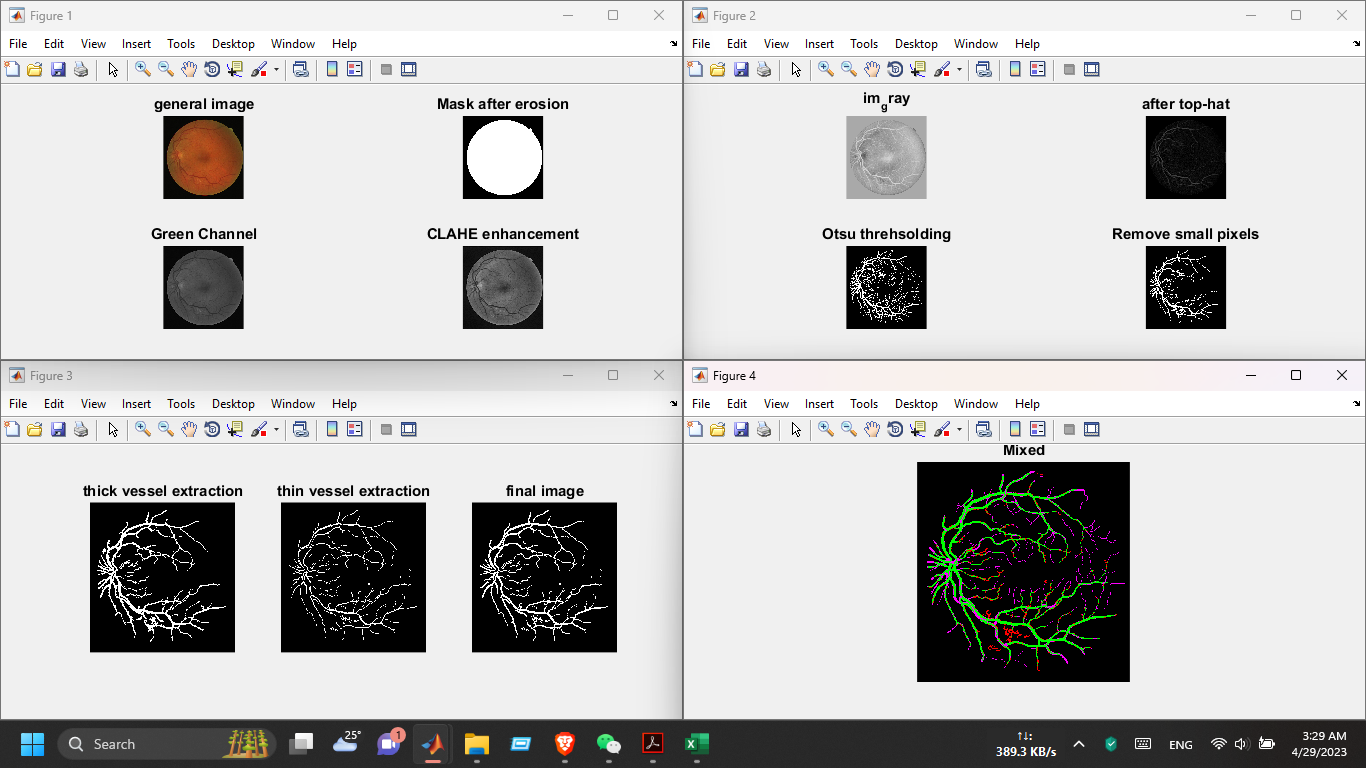 Figure 1
File Edit View Insert Tools Desktop Window Help
general image
Mask after erosion
Green Channel
CLAHE enhancement
Figure 2
File Edit View Insert Tools Desktop Window Help
im_gray
after top-hat
Otsu threhsolding
Remove small pixels
Figure 3
File Edit View Insert Tools Desktop Window Help
thick vessel extraction
thin vessel extraction
final image
Figure 4
File Edit View Insert Tools Desktop Window Help
Mixed
Search
25°
1
389.3 KB/s
ENG
3:29 AM
4/29/2023